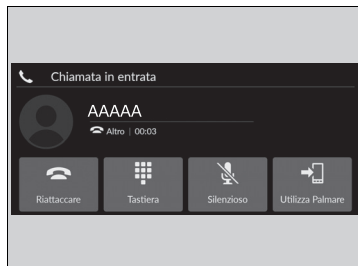 Chiamata in entrata
AAAAA
Altro | 00:03
Riattaccare
Tastiera
Silenzioso
Utilizza Palmare